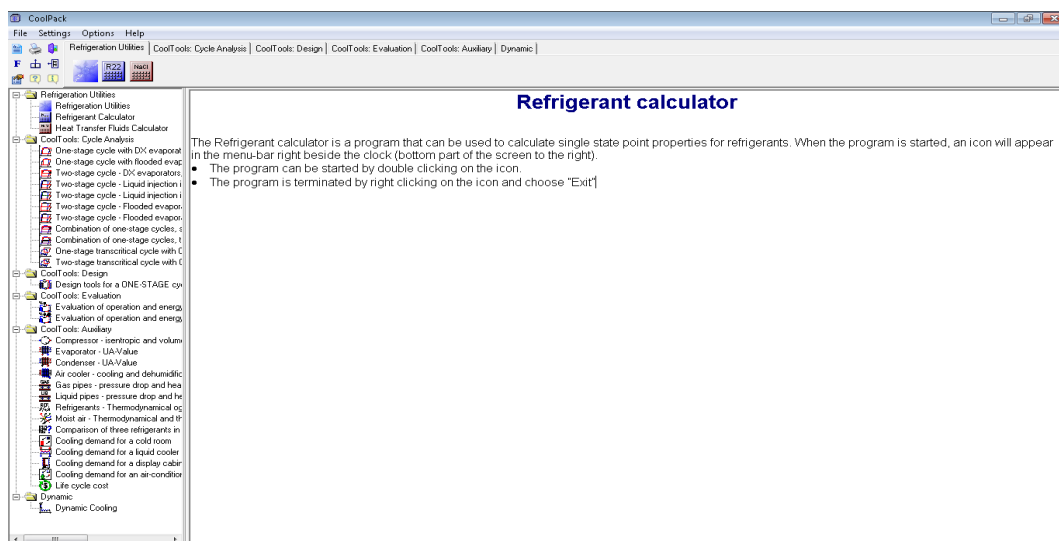 CoolPack
File Settings Options Help
Refrigeration Utilities CoolTools: Cycle Analysis CoolTools: Design CoolTools: Evaluation CoolTools: Auxiliary Dynamic
F
R22 NaCl
Refrigeration Utilities
Refrigeration Utilities
Refrigerant Calculator
Heat Transfer Fluids Calculator
CoolTools: Cycle Analysis
One-stage cycle with DX evaporat
One-stage cycle with flooded evap
Two-stage cycle - DX evaporators,
Two-stage cycle - Liquid injection i
Two-stage cycle - Liquid injection i
Two-stage cycle - Flooded evapor
Two-stage cycle - Flooded evapor
Combination of one-stage cycles, s
Combination of one-stage cycles, t
One-stage transcritical cycle with C
Two-stage transcritical cycle with C
CoolTools: Design
Design tools for a ONE-STAGE cy
CoolTools: Evaluation
Evaluation of operation and energy
Evaluation of operation and energy
CoolTools: Auxiliary
Compressor - isentropic and volum
Evaporator - UA-Value
Condenser - UA-Value
Air cooler - cooling and dehumidific
Gas pipes - pressure drop and hea
Liquid pipes - pressure drop and he
Refrigerants - Thermodynamical og
Moist air - Thermodynamical and th
Comparison of three refrigerants in
Cooling demand for a cold room
Cooling demand for a liquid cooler
Cooling demand for a display cabin
Cooling demand for an air-condition
Life cycle cost
Dynamic
Dynamic Cooling
Refrigerant calculator
The Refrigerant calculator is a program that can be used to calculate single state point properties for refrigerants. When the program is started, an icon will appear
in the menu-bar right beside the clock (bottom part of the screen to the right).
• The program can be started by double clicking on the icon.
• The program is terminated by right clicking on the icon and choose "Exit"